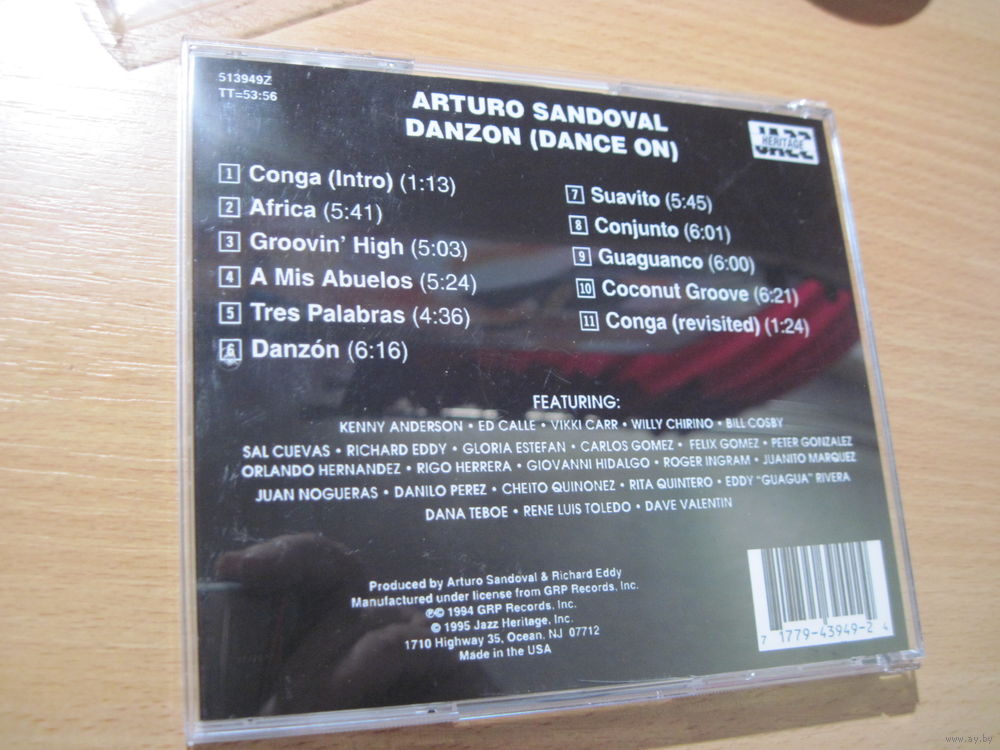 513949Z
TT=53:56
ARTURO SANDOVAL
DANZON (DANCE ON)
JAZZ
HERITAGE
1 Conga (Intro) (1:13)
2 Africa (5:41)
3 Groovin' High (5:03)
4 A Mis Abuelos (5:24)
5 Tres Palabras (4:36)
6 Danzón (6:16)
7 Suavito (5:45)
8 Conjunto (6:01)
9 Guaguanco (6:00)
10 Coconut Groove (6:21)
11 Conga (revisited) (1:24)
FEATURING:
KENNY ANDERSON • ED CALLE • VIKKI CARR • WILLY CHIRINO • BILL COSBY
SAL CUEVAS • RICHARD EDDY • GLORIA ESTEFAN • CARLOS GOMEZ • FELIX GOMEZ • PETER GONZALEZ
ORLANDO HERNANDEZ • RIGO HERRERA • GIOVANNI HIDALGO • ROGER INGRAM • JUANITO MARQUEZ
JUAN NOGUERAS • DANILO PEREZ • CHEITO QUINONEZ • RITA QUINTERO • EDDY "GUAGUA" RIVERA
DANA TEBOE • RENE LUIS TOLEDO • DAVE VALENTIN
Produced by Arturo Sandoval & Richard Eddy
Manufactured under license from GRP Records, Inc.
℗© 1994 GRP Records, Inc.
© 1995 Jazz Heritage, Inc.
1710 Highway 35, Ocean, NJ 07712
Made in the USA
7 1779-43949-2 4
www.ay.by